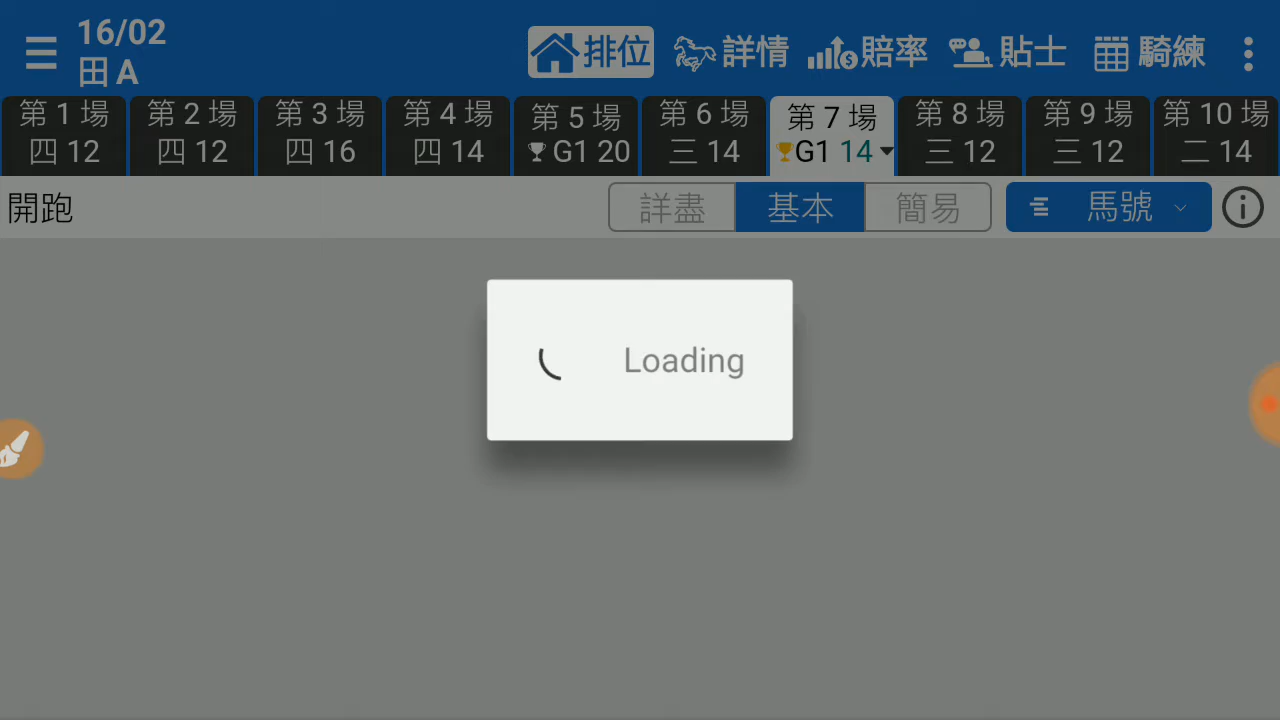 16/02
田 A
排位
詳情
賠率
貼士
騎練
第 1 場
四 12
第 2 場
四 12
第 3 場
四 16
第 4 場
四 14
第 5 場
G1 20
第 6 場
三 14
第 7 場
G1 14
第 8 場
三 12
第 9 場
三 12
第 10 場
二 14
開跑
詳盡
基本
簡易
馬號
Loading